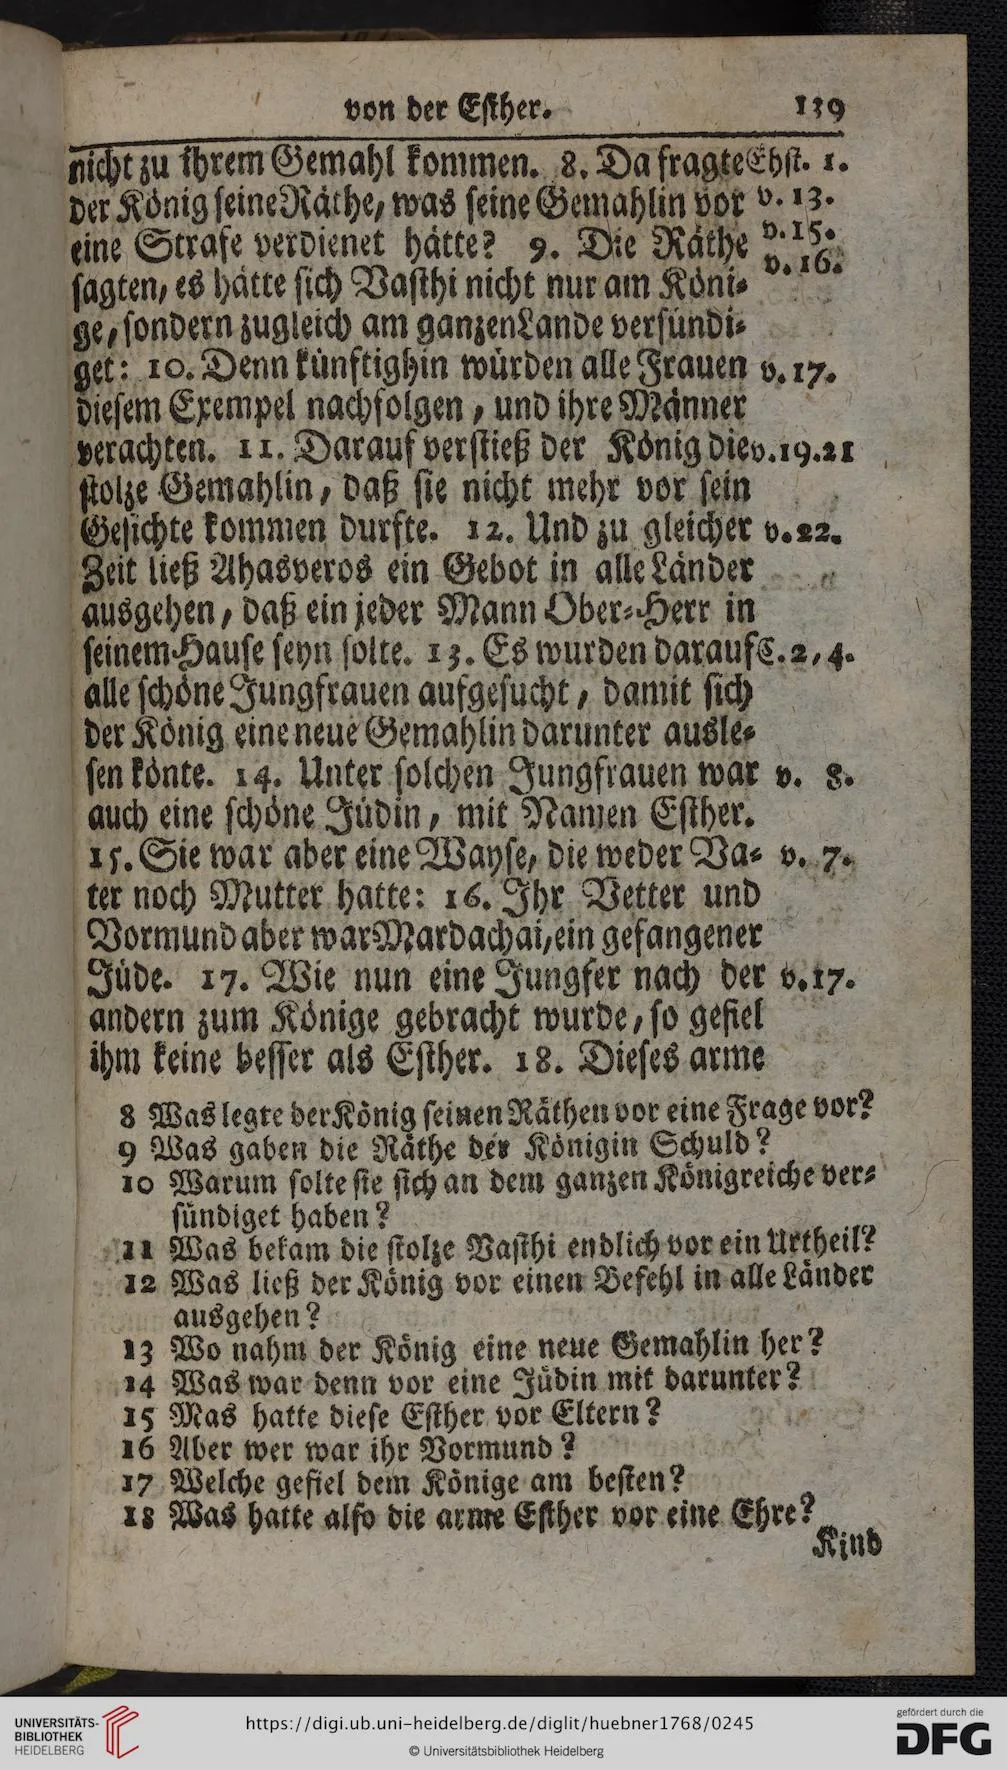 von der Esther. 139
nicht zu ihrem Gemahl kommen. 8. Da fragte Ehst. 1.
der König seine Räthe, was seine Gemahlin vor v. 13.
eine Strafe verdienet hätte? 9. Die Räthe v. 15.
sagten, es hätte sich Vasthi nicht nur am Köni- v. 16.
ge, sondern zugleich am ganzen Lande versündi-
get: 10. Denn künftighin würden alle Frauen v. 17.
diesem Exempel nachfolgen, und ihre Männer
verachten. 11. Darauf verstieß der König die v. 19. 21
stolze Gemahlin, daß sie nicht mehr vor sein
Gesichte kommen durfte. 12. Und zu gleicher v. 22.
Zeit ließ Ahasveros ein Gebot in alle Länder
ausgehen, daß ein jeder Mann Ober-Herr in
seinem Hause seyn solte. 13. Es wurden darauf C. 2, 4.
alle schöne Jungfrauen aufgesucht, damit sich
der König eine neue Gemahlin darunter ausle-
sen könte. 14. Unter solchen Jungfrauen war v. 8.
auch eine schöne Jüdin, mit Namen Esther.
15. Sie war aber eine Wayse, die weder Va- v. 7.
ter noch Mutter hatte: 16. Ihr Vetter und
Vormund aber war Mardachai, ein gefangener
Jüde. 17. Wie nun eine Jungfer nach der v. 17.
andern zum Könige gebracht wurde, so gefiel
ihm keine besser als Esther. 18. Dieses arme
8 Was legte der König seinen Räthen vor eine Frage vor?
9 Was gaben die Räthe der Königin Schuld?
10 Warum solte sie sich an dem ganzen Königreiche ver-
sündiget haben?
11 Was bekam die stolze Vasthi endlich vor ein Urtheil?
12 Was ließ der König vor einen Befehl in alle Länder
ausgehen?
13 Wo nahm der König eine neue Gemahlin her?
14 Was war denn vor eine Jüdin mit darunter?
15 Mas hatte diese Esther vor Eltern?
16 Aber wer war ihr Vormund?
17 Welche gefiel dem Könige am besten?
18 Was hatte also die arme Esther vor eine Ehre?
Kind
UNIVERSITÄTS-
BIBLIOTHEK
HEIDELBERG
https://digi.ub.uni-heidelberg.de/diglit/huebner1768/0245
© Universitätsbibliothek Heidelberg
gefördert durch die
DFG